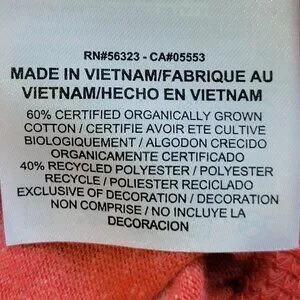 RN#56323 - CA#05553
MADE IN VIETNAM/FABRIQUE AU
VIETNAM/HECHO EN VIETNAM
60% CERTIFIED ORGANICALLY GROWN
COTTON / CERTIFIE AVOIR ETE CULTIVE
BIOLOGIQUEMENT / ALGODON CRECIDO
ORGANICAMENTE CERTIFICADO
40% RECYCLED POLYESTER / POLYESTER
RECYCLE / POLIESTER RECICLADO
EXCLUSIVE OF DECORATION / DECORATION
NON COMPRISE / NO INCLUYE LA
DECORACION